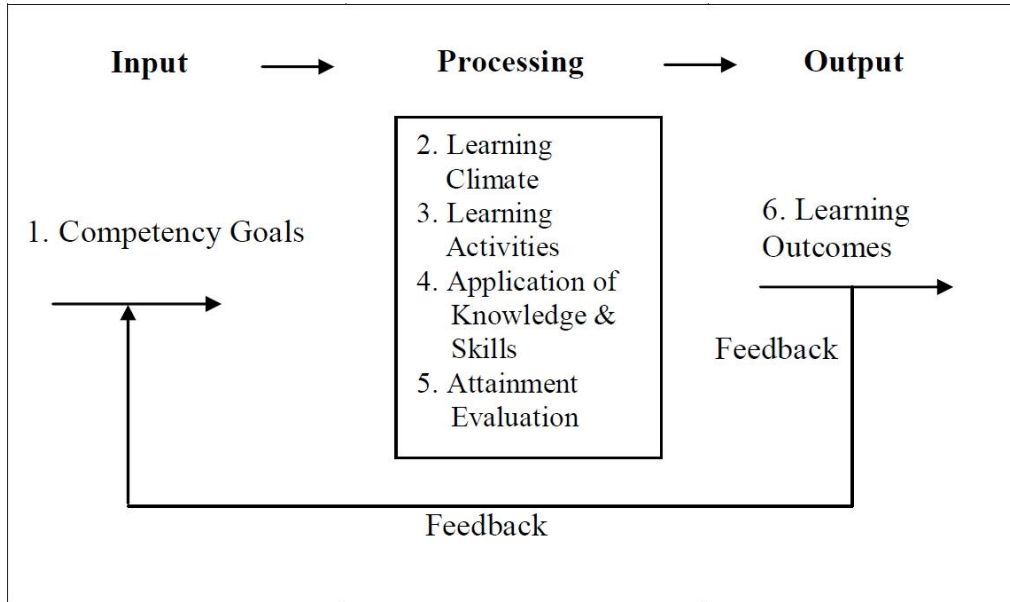 Input
Processing
Output
1. Competency Goals
2. Learning
Climate
3. Learning
Activities
4. Application of
Knowledge &
Skills
5. Attainment
Evaluation
6. Learning
Outcomes
Feedback
Feedback